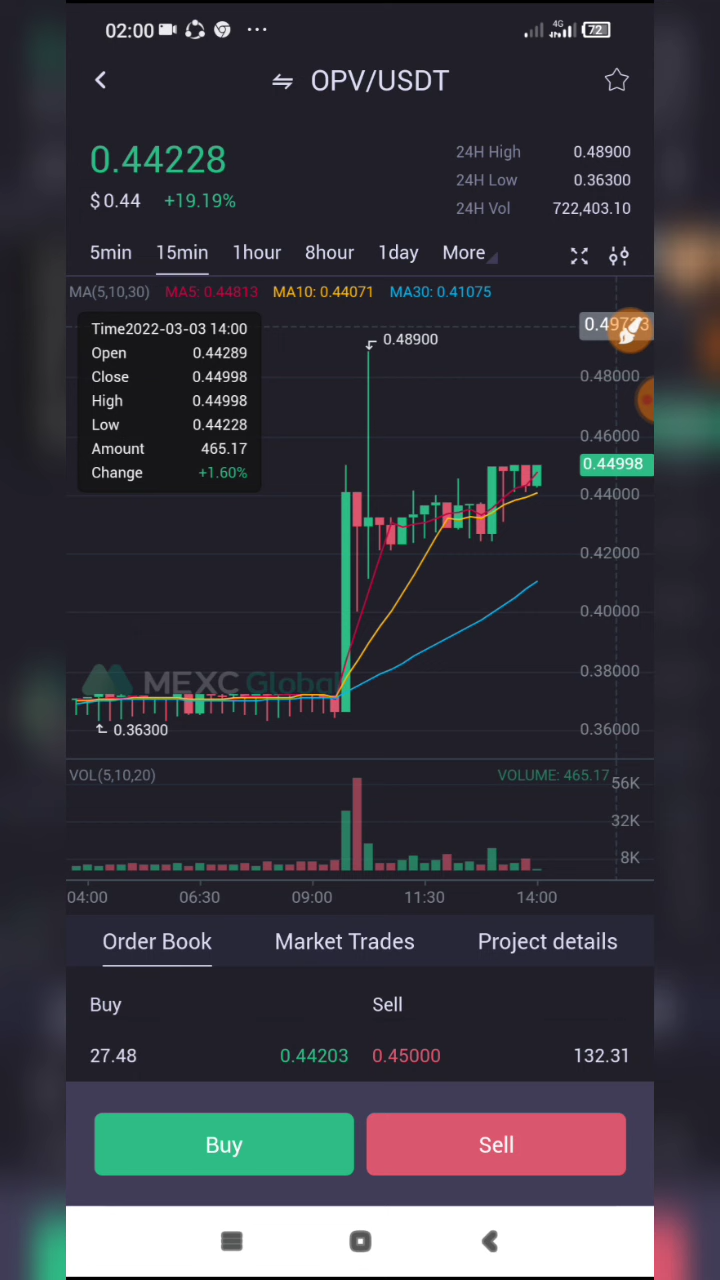 02:00
4G
72
OPV/USDT
0.44228
$ 0.44 +19.19%
24H High 0.48900
24H Low 0.36300
24H Vol 722,403.10
5min 15min 1hour 8hour 1day More
MA(5,10,30) MA5: 0.44813 MA10: 0.44071 MA30: 0.41075
Time2022-03-03 14:00
Open 0.44289
Close 0.44998
High 0.44998
Low 0.44228
Amount 465.17
Change +1.60%
0.48900
0.48000
0.46000
0.44998
0.44000
0.42000
0.40000
0.38000
0.36000
MEXC Global
0.36300
VOL(5,10,20) VOLUME: 465.17
56K
32K
8K
04:00 06:30 09:00 11:30 14:00
Order Book Market Trades Project details
Buy Sell
27.48 0.44203 0.45000 132.31
Buy Sell